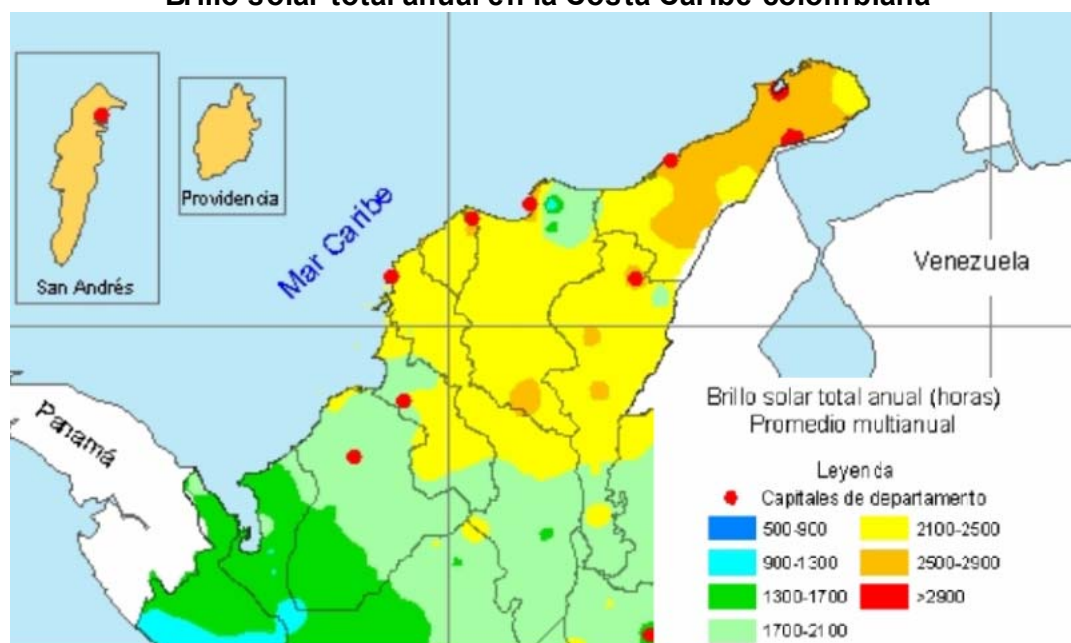 Brillo solar total anual en la Costa Caribe colombiana
San Andrés
Providencia
Mar Caribe
Venezuela
Panamá
Brillo solar total anual (horas)
Promedio multianual
Leyenda
Capitales de departamento
500-900
900-1300
1300-1700
1700-2100
2100-2500
2500-2900
>2900